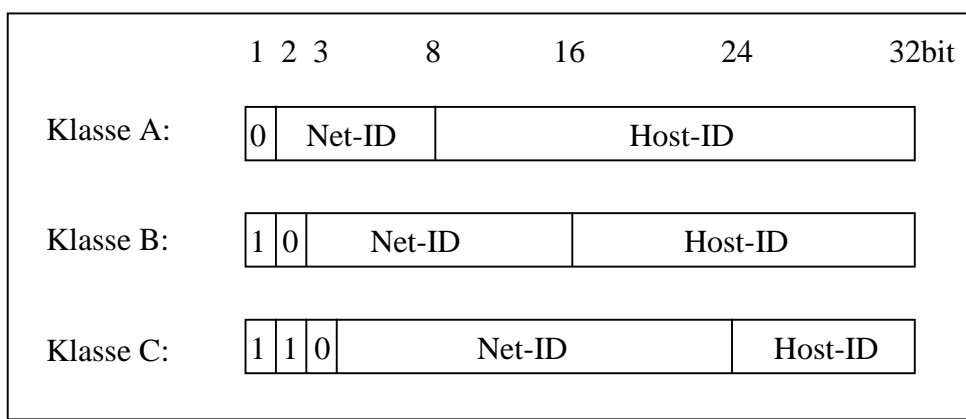 1 2 3 8 16 24 32bit
Klasse A: 0 Net-ID Host-ID
Klasse B: 1 0 Net-ID Host-ID
Klasse C: 1 1 0 Net-ID Host-ID